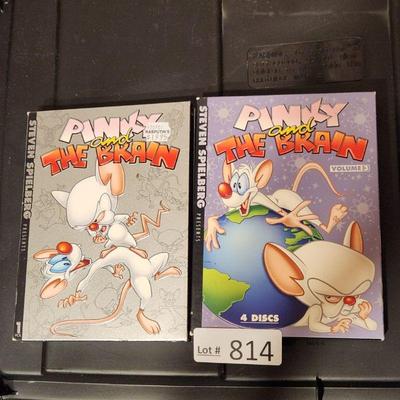 STEVEN SPIELBERG PRESENTS
PINKY
and
THE BRAIN
RASPUTIN'S
1
STEVEN SPIELBERG PRESENTS
PINKY
and
THE BRAIN
VOLUME 3
4 DISCS
Lot # 814